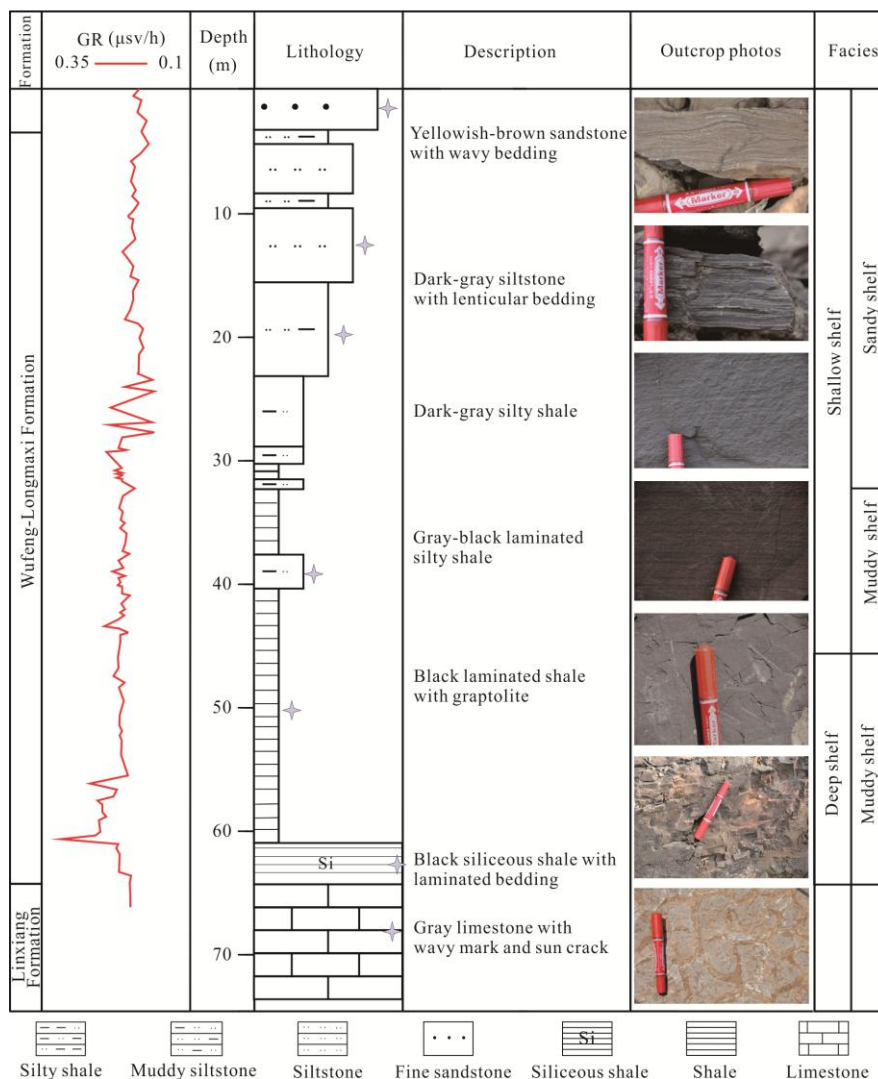 Formation
GR (μsv/h)
0.35 0.1
Depth
(m)
Lithology
Description
Outcrop photos
Facies
Wufeng-Longmaxi Formation
Linxiang
Formation
10
20
30
40
50
60
70
Si
Yellowish-brown sandstone
with wavy bedding
Dark-gray siltstone
with lenticular bedding
Dark-gray silty shale
Gray-black laminated
silty shale
Black laminated shale
with graptolite
Black siliceous shale with
laminated bedding
Gray limestone with
wavy mark and sun crack
Marker
Marker
Shallow shelf
Deep shelf
Sandy shelf
Muddy shelf
Muddy shelf
Si
Silty shale
Muddy siltstone
Siltstone
Fine sandstone
Siliceous shale
Shale
Limestone